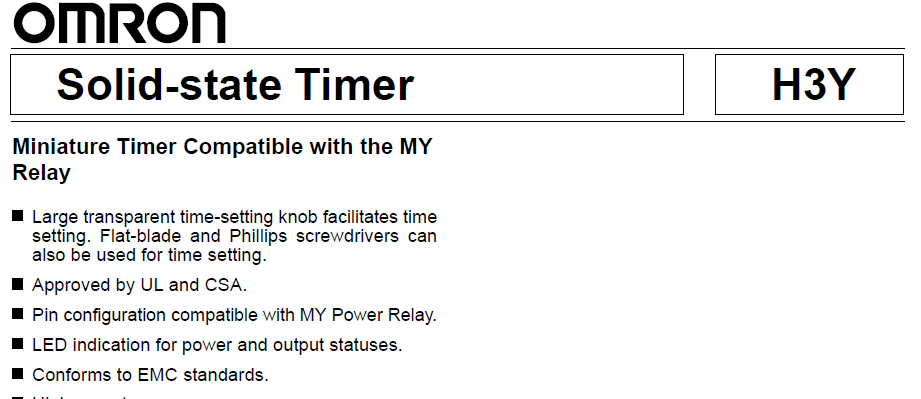 OMRON
Solid-state Timer
H3Y
Miniature Timer Compatible with the MY
Relay
Large transparent time-setting knob facilitates time
setting. Flat-blade and Phillips screwdrivers can
also be used for time setting.
Approved by UL and CSA.
Pin configuration compatible with MY Power Relay.
LED indication for power and output statuses.
Conforms to EMC standards.